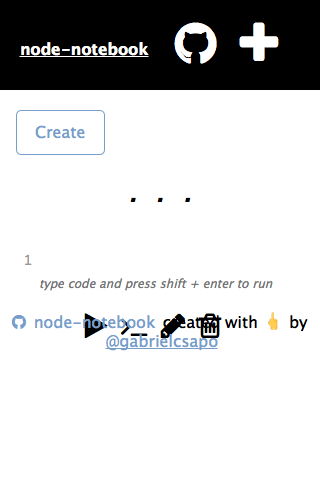 node-notebook
Create
. . .
1
type code and press shift + enter to run
node-notebook created with 👆 by
@gabrielcsapo